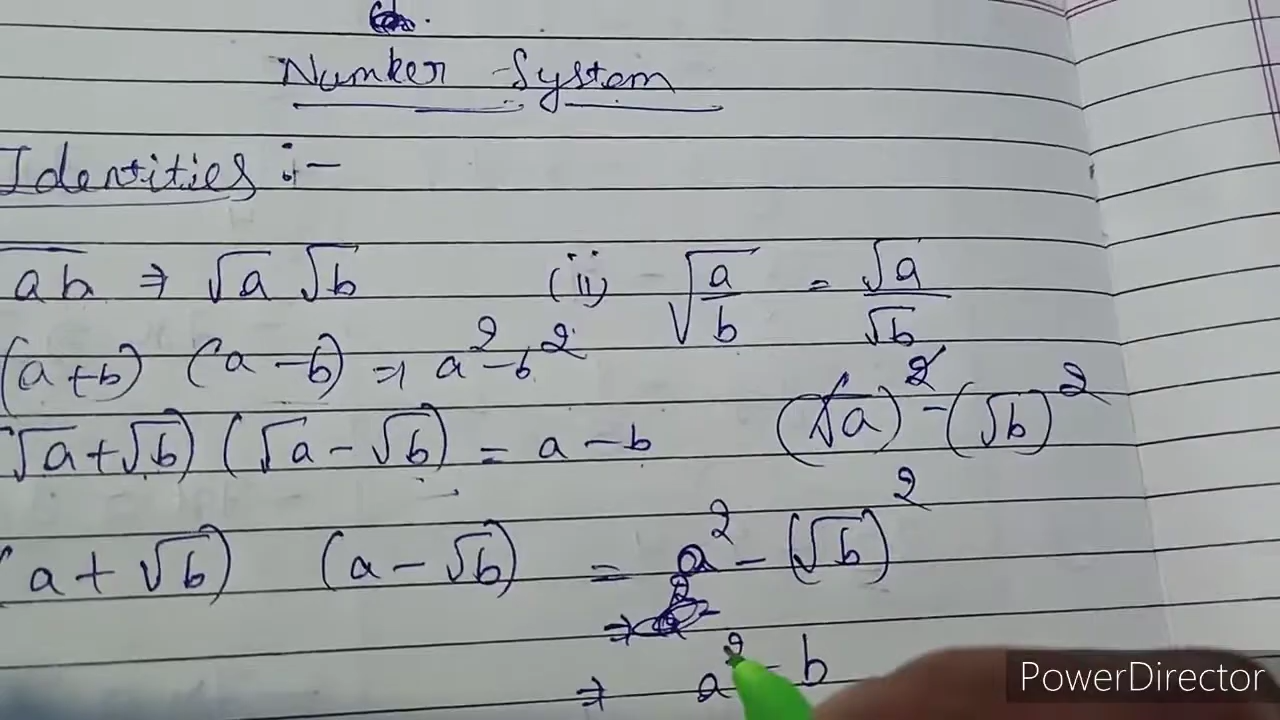 Number System
Identities :-
√ab ⇒ √a √b (ii) √(a/b) = √a/√b
(a+b) (a-b) ⇒ a²-b²
(√a+√b) (√a-√b) = a-b (√a)²-(√b)²
(a+√b) (a-√b) = a²-(√b)²
⇒
⇒ a²-b
PowerDirector